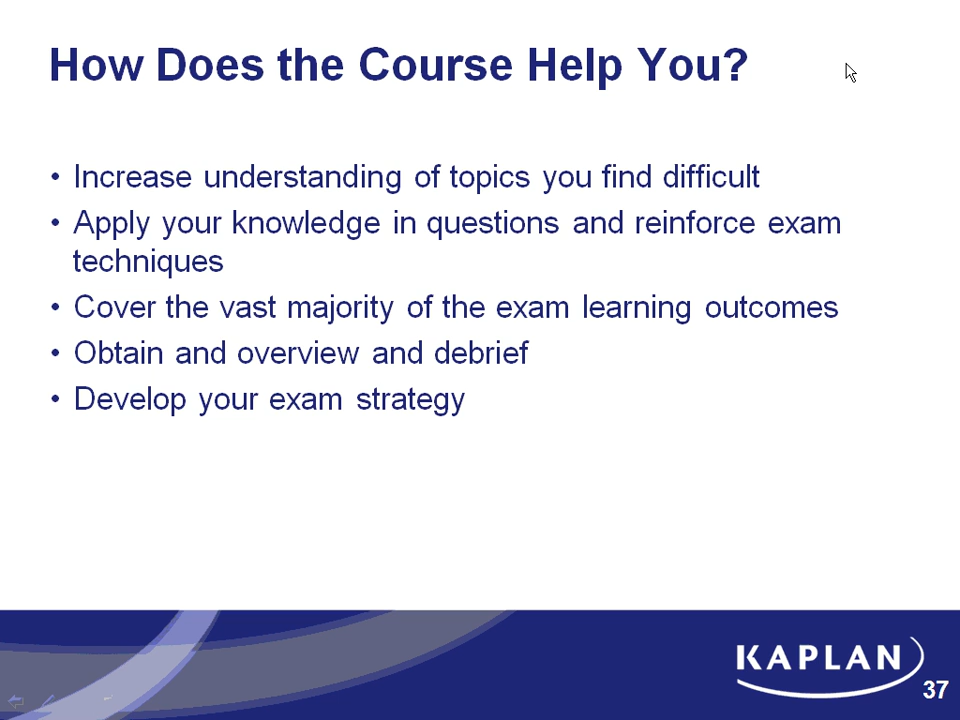 How Does the Course Help You?
• Increase understanding of topics you find difficult
• Apply your knowledge in questions and reinforce exam
techniques
• Cover the vast majority of the exam learning outcomes
• Obtain and overview and debrief
• Develop your exam strategy
KAPLAN
37